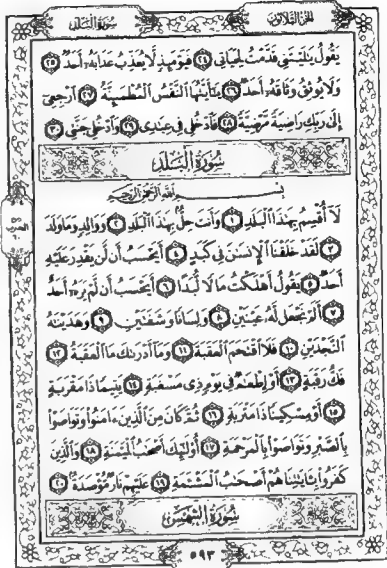 الجزء الثلاثون
سورة البلد
يَقُولُ يَٰلَيْتَنِي قَدَّمْتُ لِحَيَاتِي ٢٤ فَيَوْمَئِذٍ لَّا يُعَذِّبُ عَذَابَهُۥٓ أَحَدٌ ٢٥
وَلَا يُوثِقُ وَثَاقَهُۥٓ أَحَدٌ ٢٦ يَٰٓأَيَّتُهَا ٱلنَّفْسُ ٱلْمُطْمَئِنَّةُ ٢٧ ٱرْجِعِىٓ
إِلَىٰ رَبِّكِ رَاضِيَةً مَّرْضِيَّةً ٢٨ فَٱدْخُلِى فِى عِبَٰدِى ٢٩ وَٱدْخُلِى جَنَّتِى ٣٠
سُورَةُ الْبَلَدِ
بِسْمِ ٱللَّهِ ٱلرَّحْمَٰنِ ٱلرَّحِيمِ
لَآ أُقْسِمُ بِهَٰذَا ٱلْبَلَدِ ١ وَأَنتَ حِلٌّۢ بِهَٰذَا ٱلْبَلَدِ ٢ وَوَالِدٍ وَمَا وَلَدَ
٣ لَقَدْ خَلَقْنَا ٱلْإِنسَٰنَ فِى كَبَدٍ ٤ أَيَحْسَبُ أَن لَّن يَقْدِرَ عَلَيْهِ
أَحَدٌ ٥ يَقُولُ أَهْلَكْتُ مَالًا لُّبَدًا ٦ أَيَحْسَبُ أَن لَّمْ يَرَهُۥٓ أَحَدٌ
٧ أَلَمْ نَجْعَل لَّهُۥ عَيْنَيْنِ ٨ وَلِسَانًا وَشَفَتَيْنِ ٩ وَهَدَيْنَٰهُ
ٱلنَّجْدَيْنِ ١٠ فَلَا ٱقْتَحَمَ ٱلْعَقَبَةَ ١١ وَمَآ أَدْرَىٰكَ مَا ٱلْعَقَبَةُ ١٢
فَكُّ رَقَبَةٍ ١٣ أَوْ إِطْعَٰمٌ فِى يَوْمٍ ذِى مَسْغَبَةٍ ١٤ يَتِيمًا ذَا مَقْرَبَةٍ
١٥ أَوْ مِسْكِينًا ذَا مَتْرَبَةٍ ١٦ ثُمَّ كَانَ مِنَ ٱلَّذِينَ ءَامَنُوا۟ وَتَوَاصَوْا۟
بِٱلصَّبْرِ وَتَوَاصَوْا۟ بِٱلْمَرْحَمَةِ ١٧ أُو۟لَٰٓئِكَ أَصْحَٰبُ ٱلْمَيْمَنَةِ ١٨ وَٱلَّذِينَ
كَفَرُوا۟ بِـَٔايَٰتِنَا هُمْ أَصْحَٰبُ ٱلْمَشْـَٔمَةِ ١٩ عَلَيْهِمْ نَارٌ مُّؤْصَدَةٌۢ ٢٠
سُورَةُ الشَّمْسِ
٥٩٣